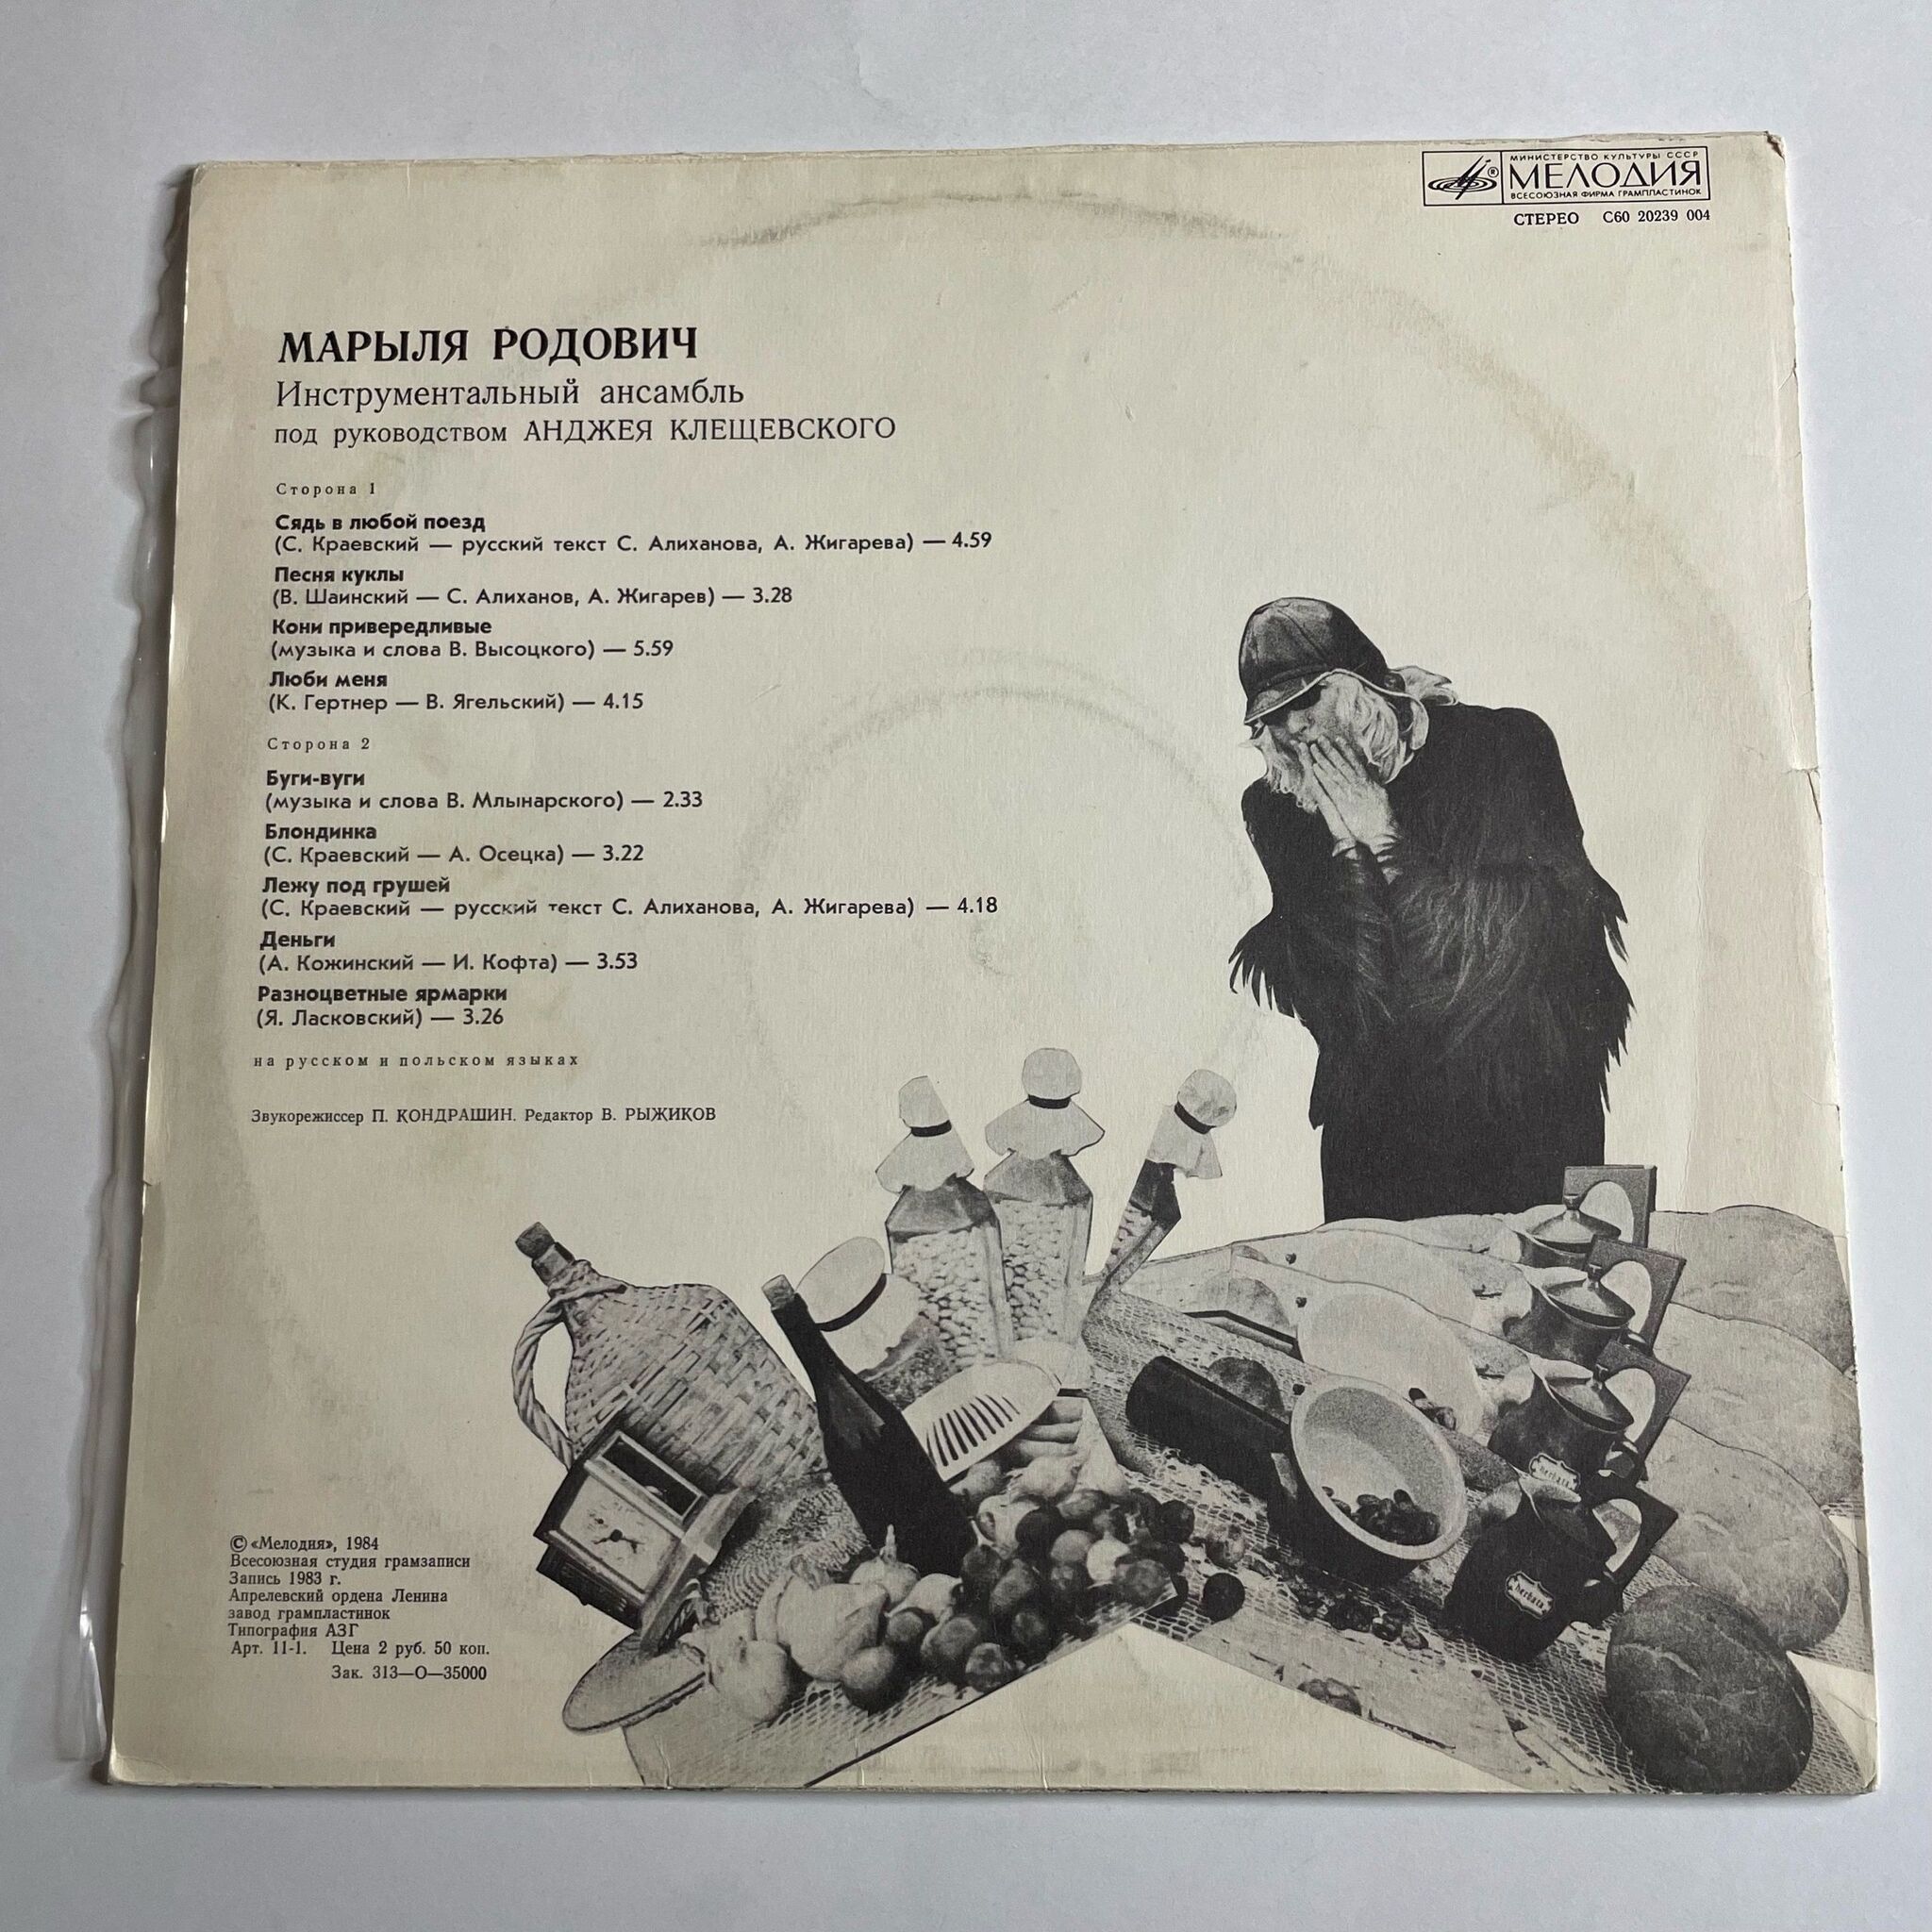 МИНИСТЕРСТВО КУЛЬТУРЫ СССР
МЕЛОДИЯ
ВСЕСОЮЗНАЯ ФИРМА ГРАМПЛАСТИНОК
СТЕРЕО С60 20239 004
МАРЫЛЯ РОДОВИЧ
Инструментальный ансамбль
под руководством АНДЖЕЯ КЛЕЩЕВСКОГО
Сторона 1
Сядь в любой поезд
(С. Краевский — русский текст С. Алиханова, А. Жигарева) — 4.59
Песня куклы
(В. Шаинский — С. Алиханов, А. Жигарев) — 3.28
Кони привередливые
(музыка и слова В. Высоцкого) — 5.59
Люби меня
(К. Гертнер — В. Ягельский) — 4.15
Сторона 2
Буги-вуги
(музыка и слова В. Млынарского) — 2.33
Блондинка
(С. Краевский — А. Осецка) — 3.22
Лежу под грушей
(С. Краевский — русский текст С. Алиханова, А. Жигарева) — 4.18
Деньги
(А. Кожинский — И. Кофта) — 3.53
Разноцветные ярмарки
(Я. Ласковский) — 3.26
на русском и польском языках
Звукорежиссер П. КОНДРАШИН. Редактор В. РЫЖИКОВ
herbata
herbata
© «Мелодия», 1984
Всесоюзная студия грамзаписи
Запись 1983 г.
Апрелевский ордена Ленина
завод грампластинок
Типография АЗГ
Арт. 11-1. Цена 2 руб. 50 коп.
Зак. 313—О—35000